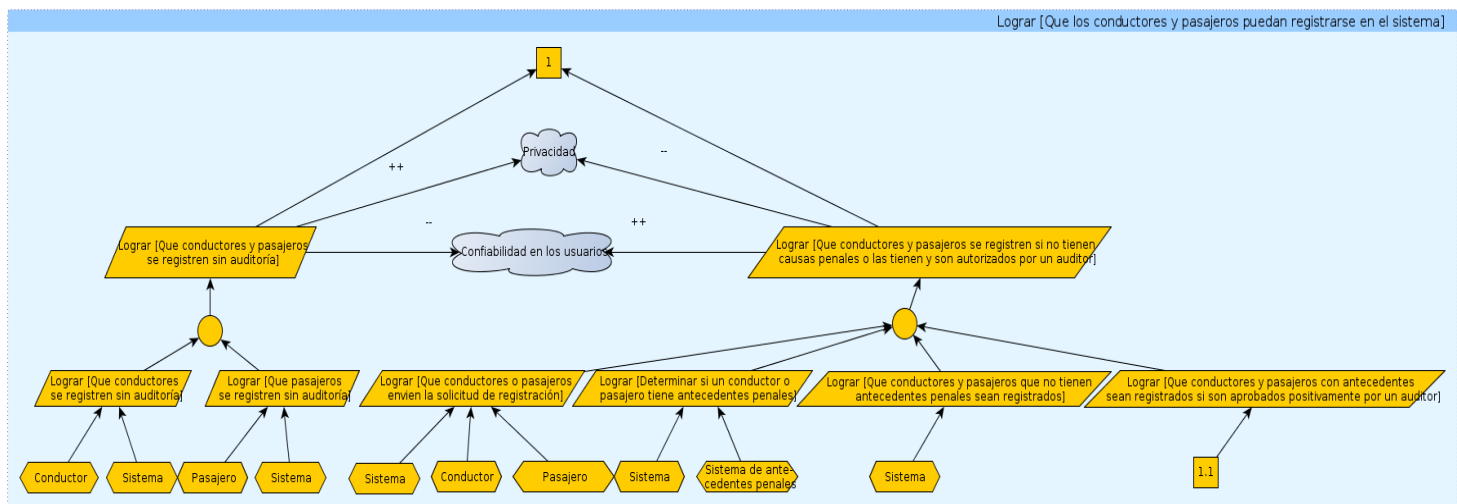 Lograr [Que los conductores y pasajeros puedan registrarse en el sistema]
1
Privacidad
++
--
--
++
Lograr [Que conductores y pasajeros
se registren sin auditoría]
Confiabilidad en los usuarios
Lograr [Que conductores y pasajeros se registren si no tienen
causas penales o las tienen y son autorizados por un auditor]
Lograr [Que conductores
se registren sin auditoría]
Lograr [Que pasajeros
se registren sin auditoría]
Lograr [Que conductores o pasajeros
envien la solicitud de registración]
Lograr [Determinar si un conductor o
pasajero tiene antecedentes penales]
Lograr [Que conductores y pasajeros que no tienen
antecedentes penales sean registrados]
Lograr [Que conductores y pasajeros con antecedentes
sean registrados si son aprobados positivamente por un auditor]
Conductor
Sistema
Pasajero
Sistema
Sistema
Conductor
Pasajero
Sistema
Sistema de ante-
cedentes penales
Sistema
1.1